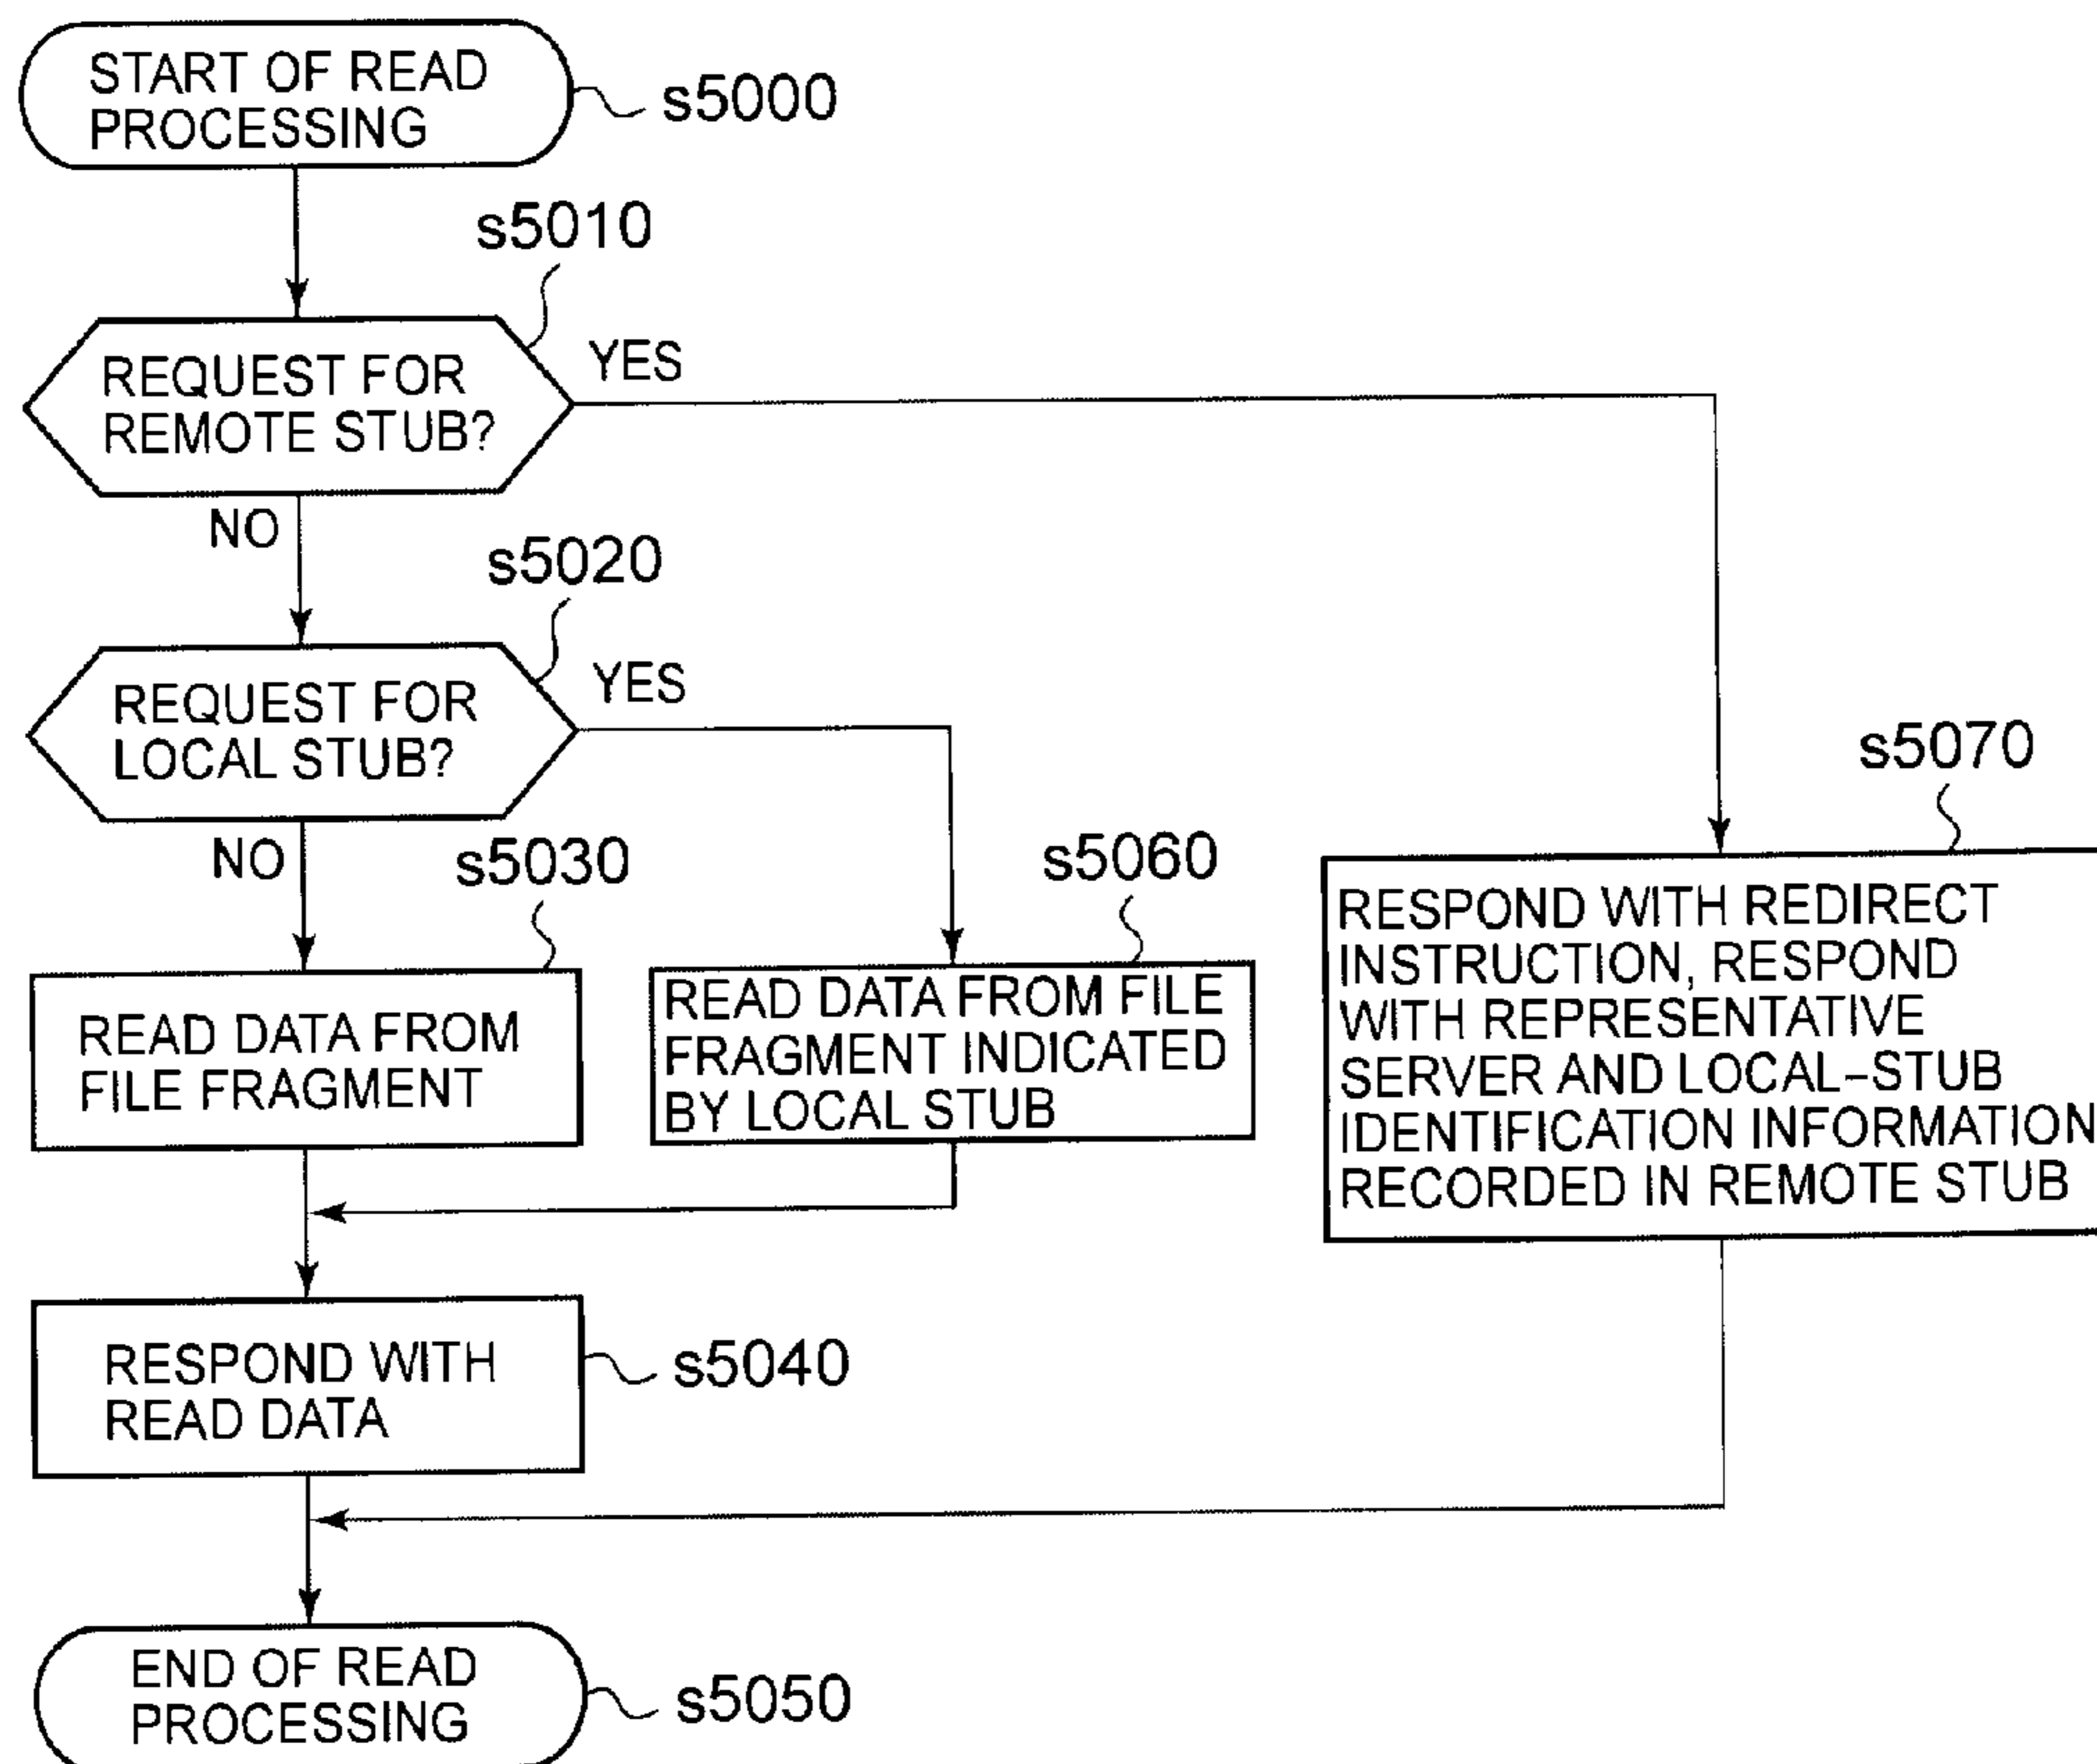 START OF READ
PROCESSING
s5000
s5010
REQUEST FOR
REMOTE STUB?
YES
NO
s5020
REQUEST FOR
LOCAL STUB?
YES
NO
s5030
READ DATA FROM
FILE FRAGMENT
s5060
READ DATA FROM FILE
FRAGMENT INDICATED
BY LOCAL STUB
s5070
RESPOND WITH REDIRECT
INSTRUCTION, RESPOND
WITH REPRESENTATIVE
SERVER AND LOCAL-STUB
IDENTIFICATION INFORMATION
RECORDED IN REMOTE STUB
RESPOND WITH
READ DATA
s5040
END OF READ
PROCESSING
s5050